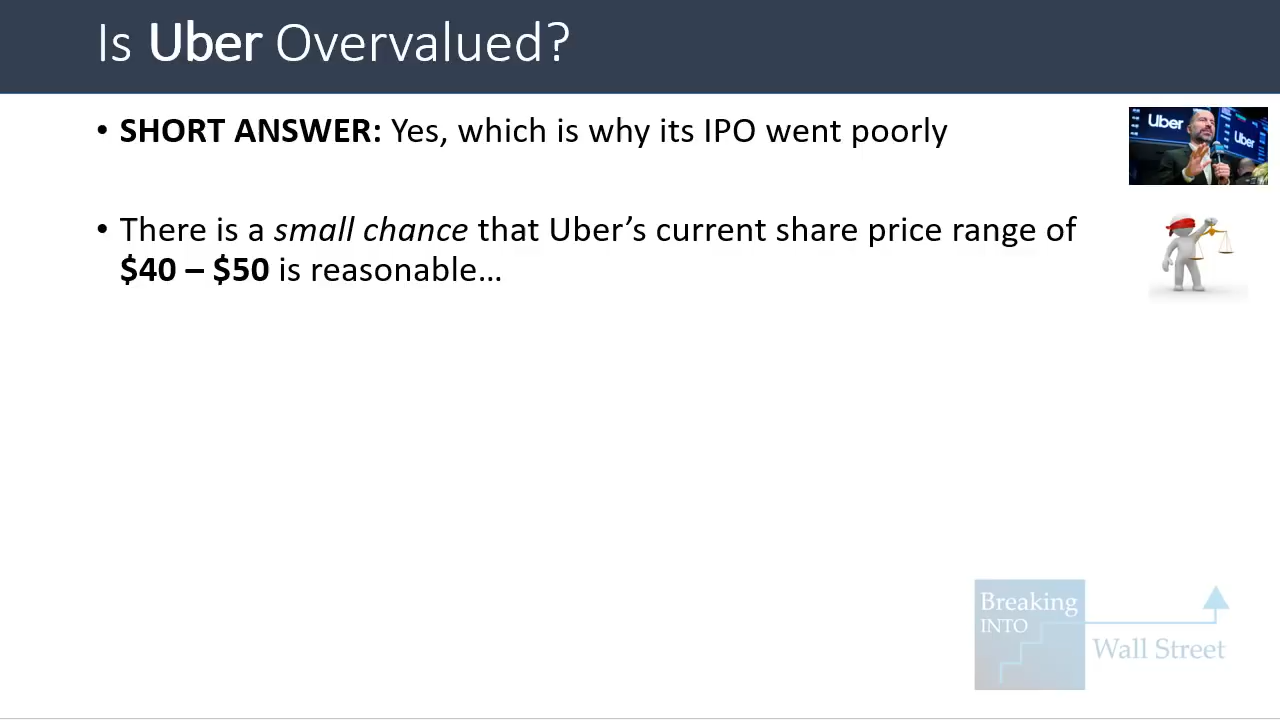 Is Uber Overvalued?
• SHORT ANSWER: Yes, which is why its IPO went poorly
Uber
Uber
• There is a small chance that Uber’s current share price range of
$40 – $50 is reasonable…
Breaking
INTO
Wall Street